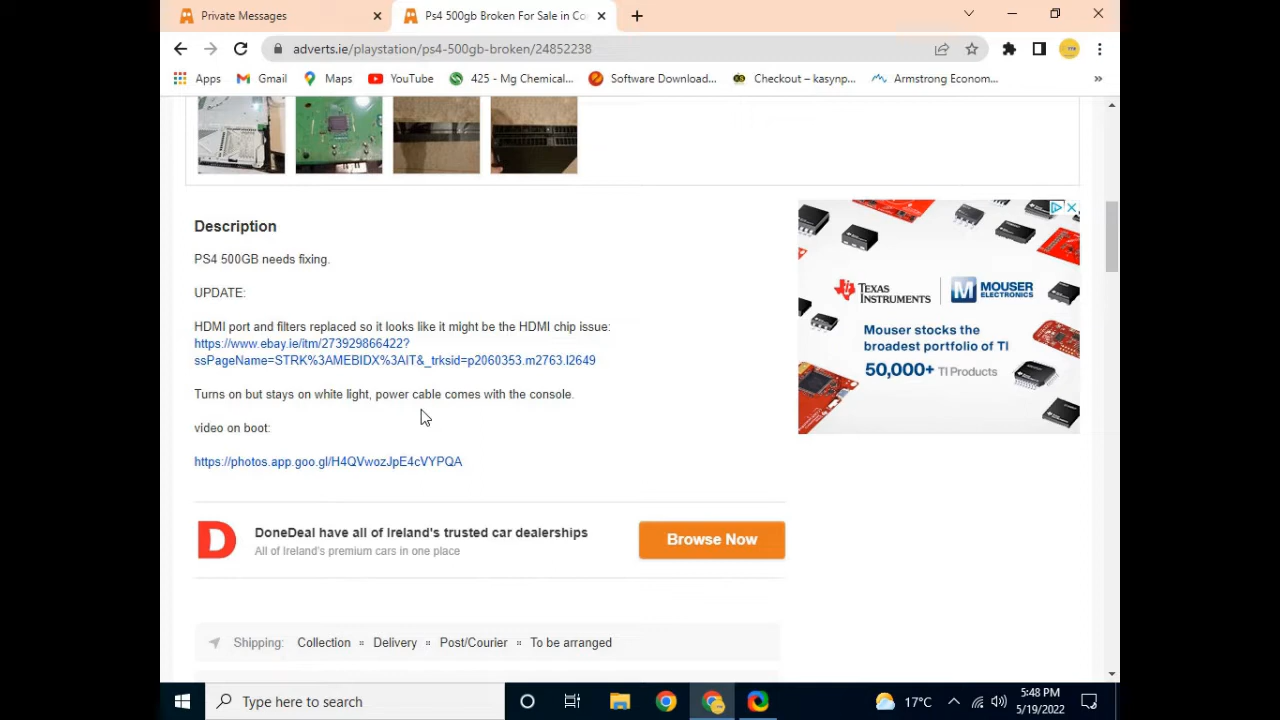 Private Messages
Ps4 500gb Broken For Sale in Co
adverts.ie/playstation/ps4-500gb-broken/24852238
Apps
Gmail
Maps
YouTube
425 - Mg Chemical...
Software Download...
Checkout – kasynp...
Armstrong Econom...
»
Description
PS4 500GB needs fixing.
UPDATE:
HDMI port and filters replaced so it looks like it might be the HDMI chip issue:
https://www.ebay.ie/itm/273929866422?
ssPageName=STRK%3AMEBIDX%3AIT&_trksid=p2060353.m2763.l2649
Turns on but stays on white light, power cable comes with the console.
video on boot:
https://photos.app.goo.gl/H4QVwozJpE4cVYPQA
TEXAS INSTRUMENTS
M MOUSER ELECTRONICS
Mouser stocks the
broadest portfolio of TI
50,000+ TI Products
D
DoneDeal have all of Ireland's trusted car dealerships
All of Ireland's premium cars in one place
Browse Now
Shipping: Collection Delivery Post/Courier To be arranged
Type here to search
17°C
5:48 PM
5/19/2022